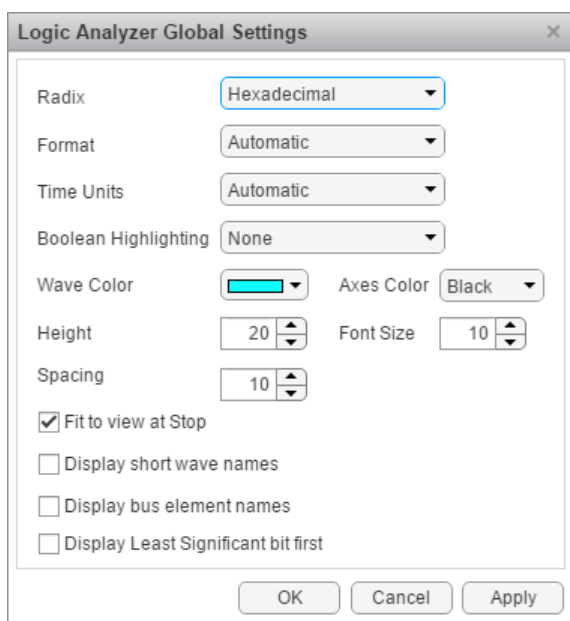 Logic Analyzer Global Settings
Radix Hexadecimal
Format Automatic
Time Units Automatic
Boolean Highlighting None
Wave Color Axes Color Black
Height 20 Font Size 10
Spacing 10
Fit to view at Stop
Display short wave names
Display bus element names
Display Least Significant bit first
OK Cancel Apply